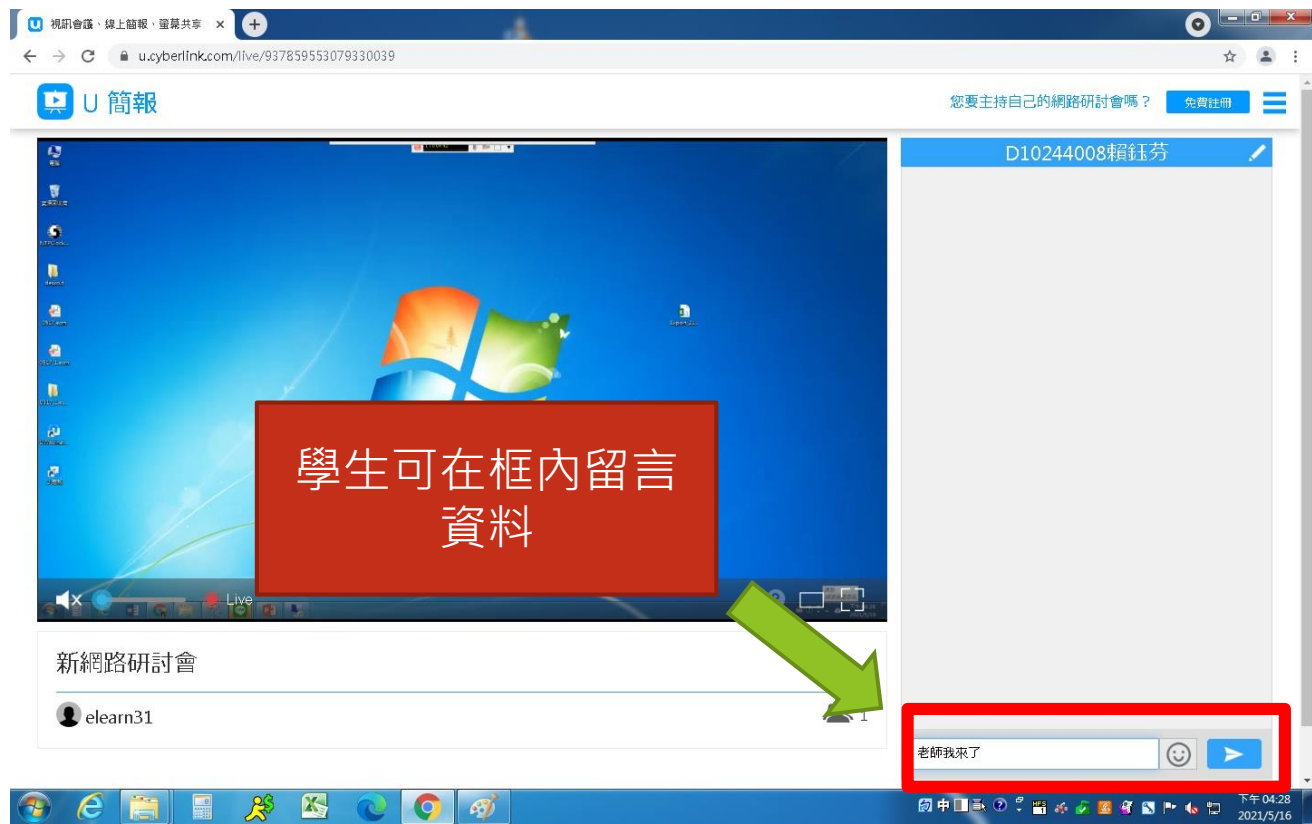 視訊會議、線上簡報、螢幕共享
u.cyberlink.com/live/937859553079330039
U 簡報
您要主持自己的網路研討會嗎？
免費註冊
D10244008賴鈺芬
學生可在框內留言
資料
Live
新網路研討會
elearn31
1
老師我來了
中
下午 04:28
2021/5/16